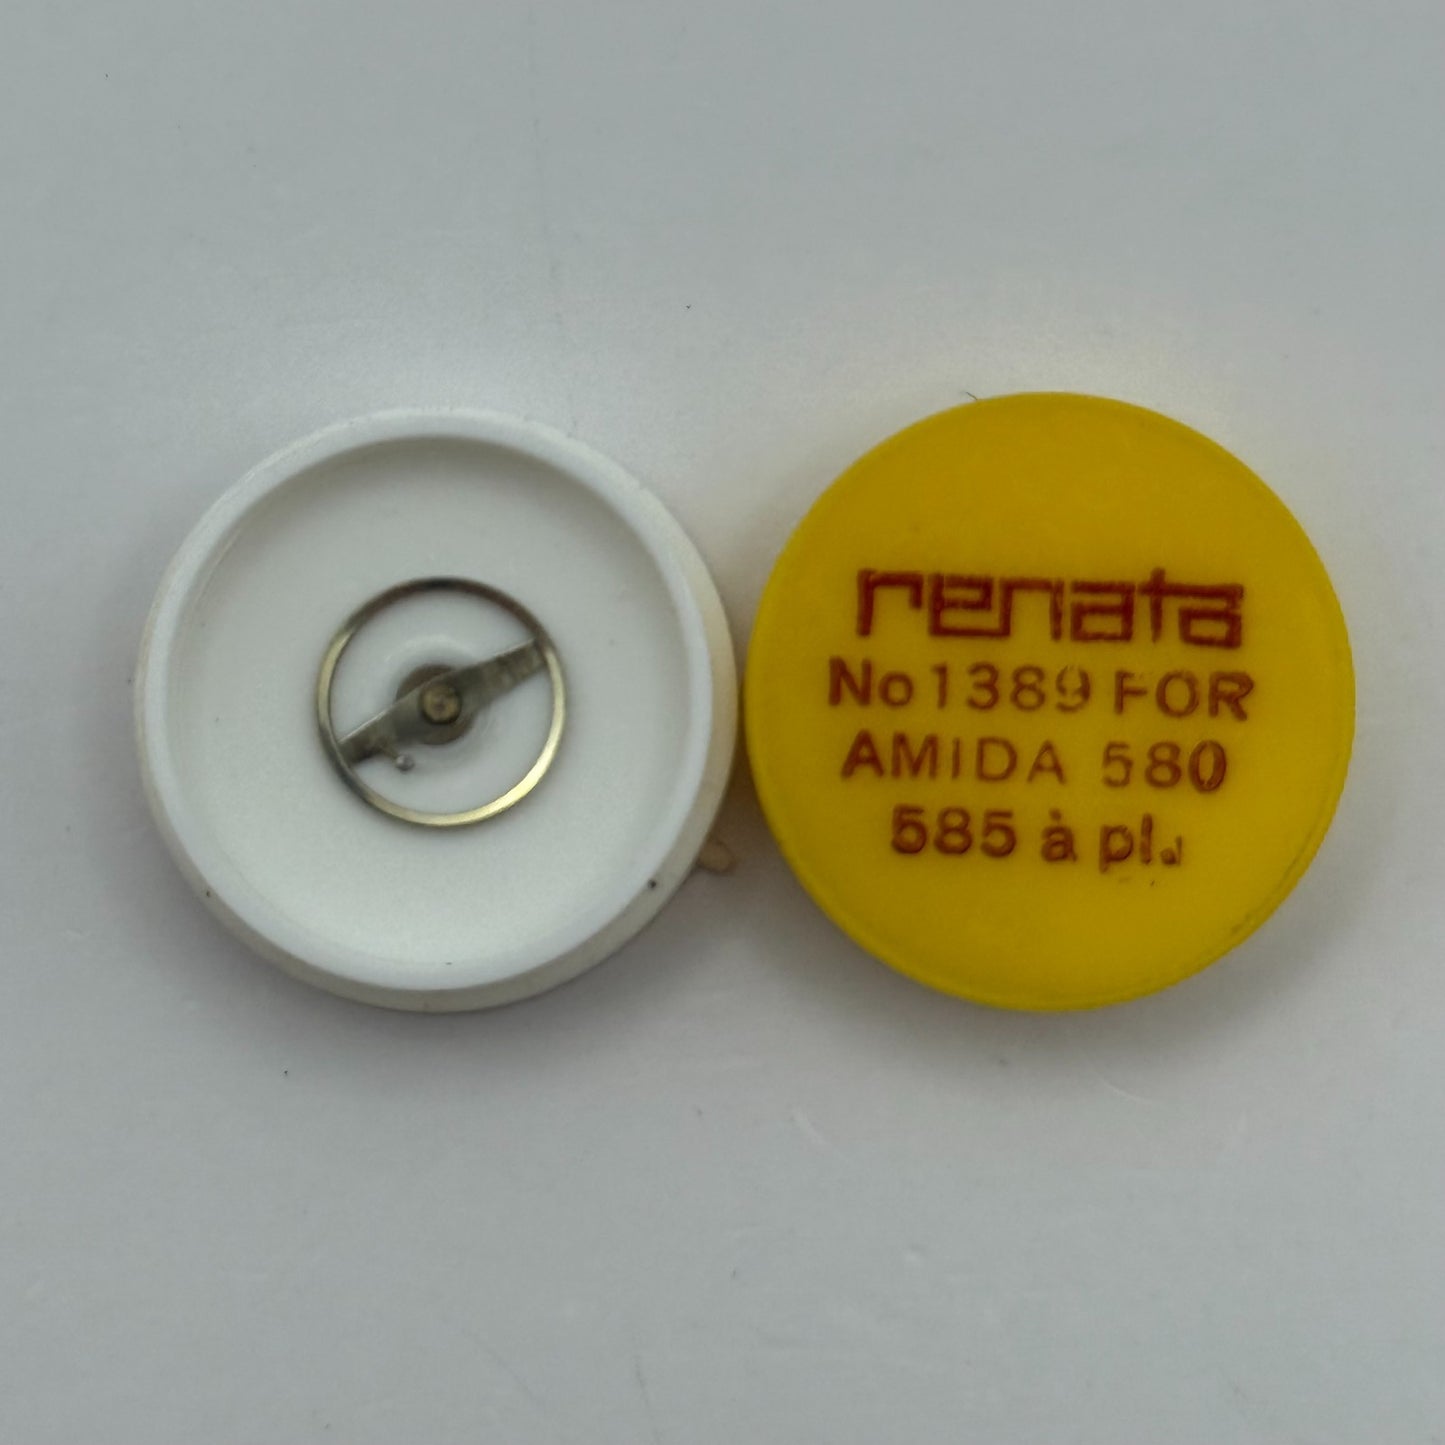 renata
No 1389 FOR
AMIDA 580
585 à pl.